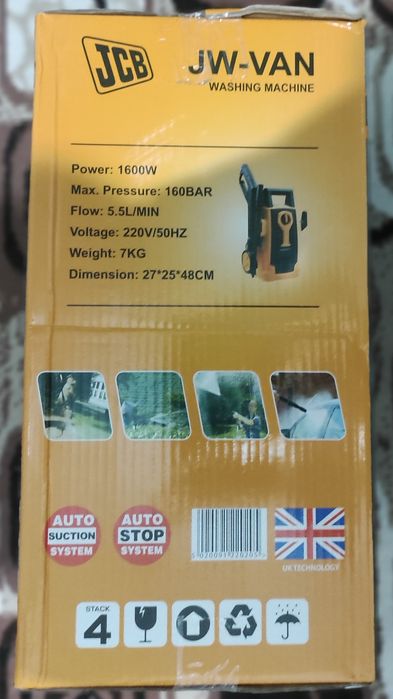 JCB
JW-VAN
WASHING MACHINE
Power: 1600W
Max. Pressure: 160BAR
Flow: 5.5L/MIN
Voltage: 220V/50HZ
Weight: 7KG
Dimension: 27*25*48CM
AUTO
SUCTION
SYSTEM
AUTO
STOP
SYSTEM
UK TECHNOLOGY
STACK
4